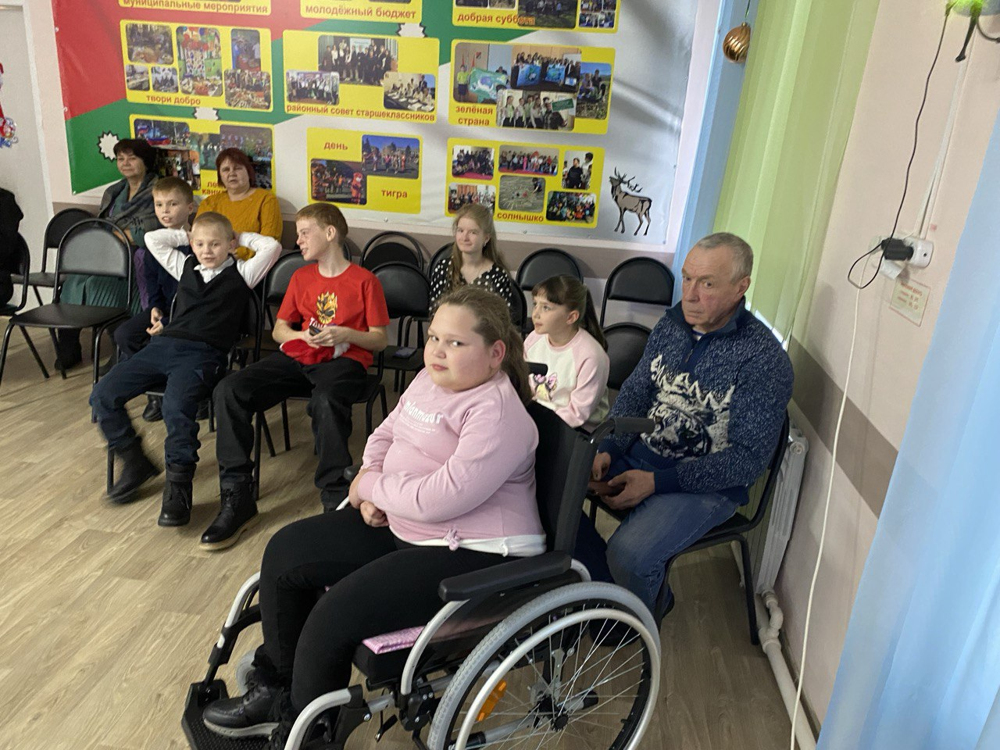 муниципальные мероприятия
молодёжный бюджет
добрая суббота
твори добро
районный совет старшеклассников
зелёная
страна
день
тигра
солнышко